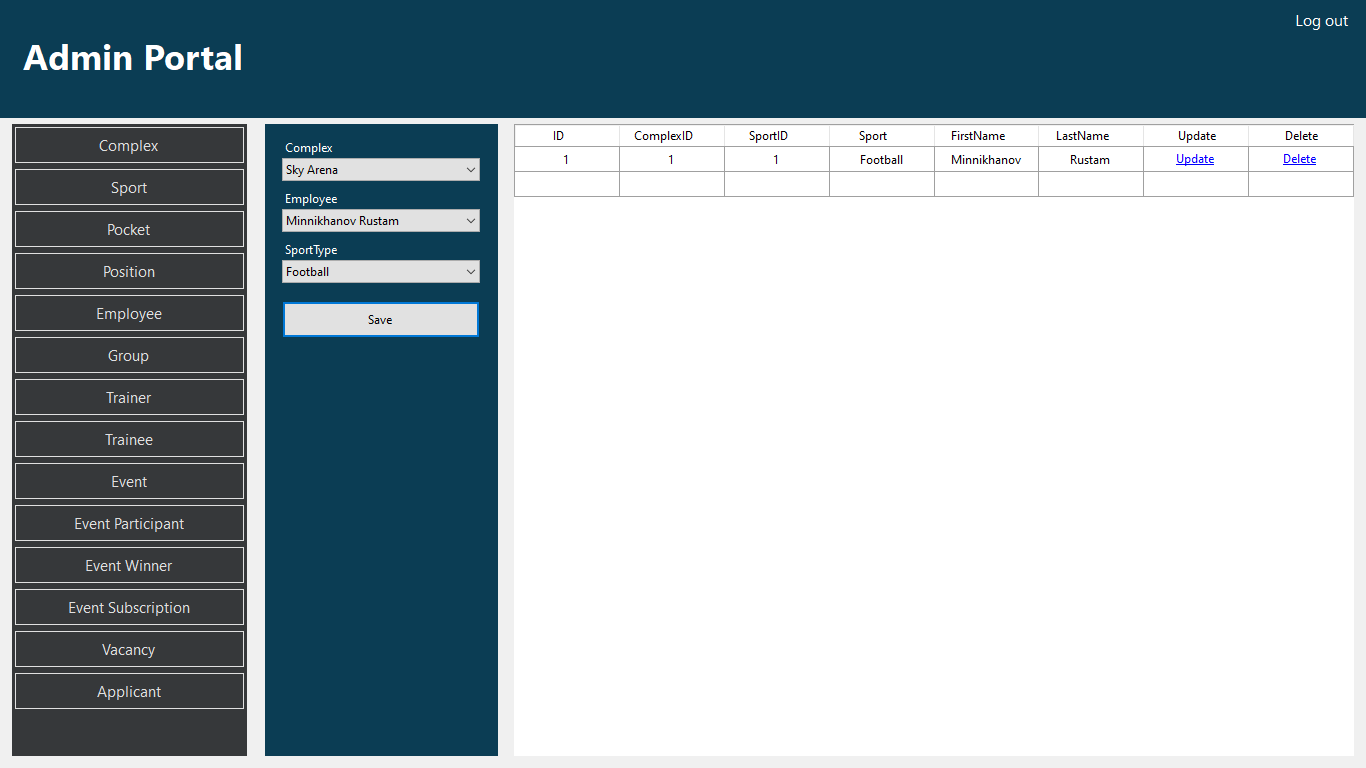 Log out
Admin Portal
Complex
Sport
Pocket
Position
Employee
Group
Trainer
Trainee
Event
Event Participant
Event Winner
Event Subscription
Vacancy
Applicant
Complex
Sky Arena
Employee
Minnikhanov Rustam
SportType
Football
Save
ID ComplexID SportID Sport FirstName LastName Update Delete
1 1 1 Football Minnikhanov Rustam Update Delete